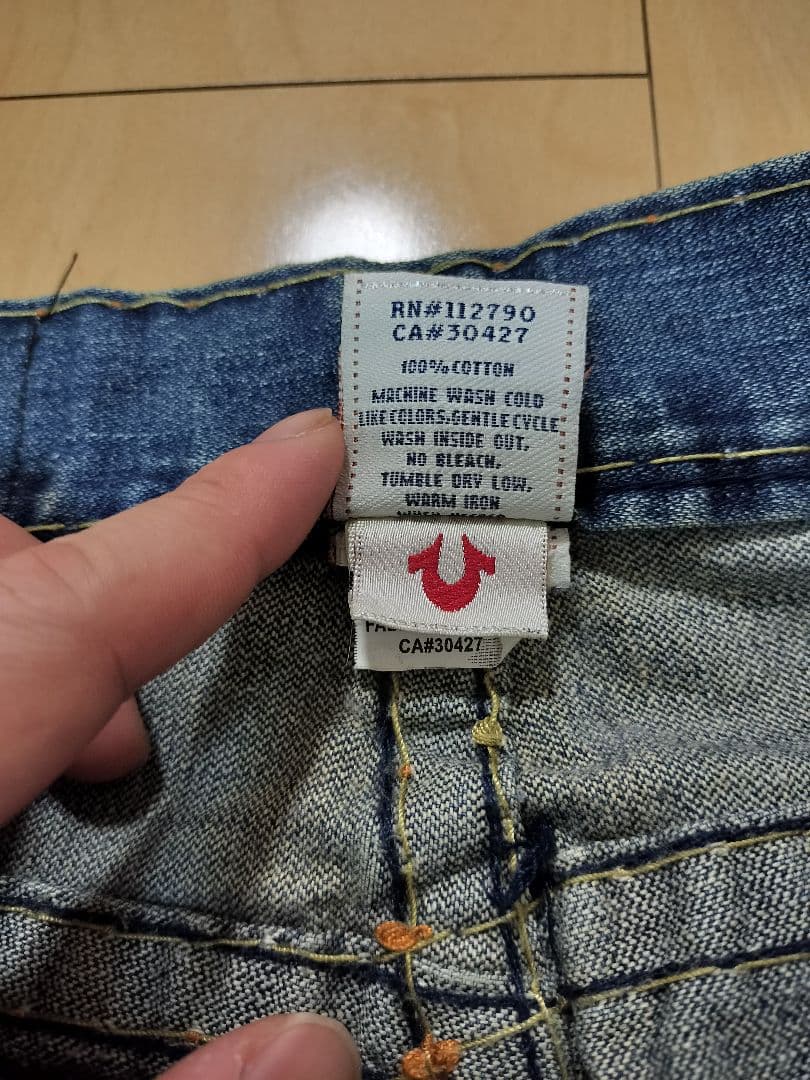 RN#112790
CA#30427
100% COTTON
MACHINE WASH COLD
LIKE COLORS-GENTLE CYCLE
WASH INSIDE OUT,
NO BLEACH,
TUMBLE DRY LOW,
WARM IRON
CA#30427